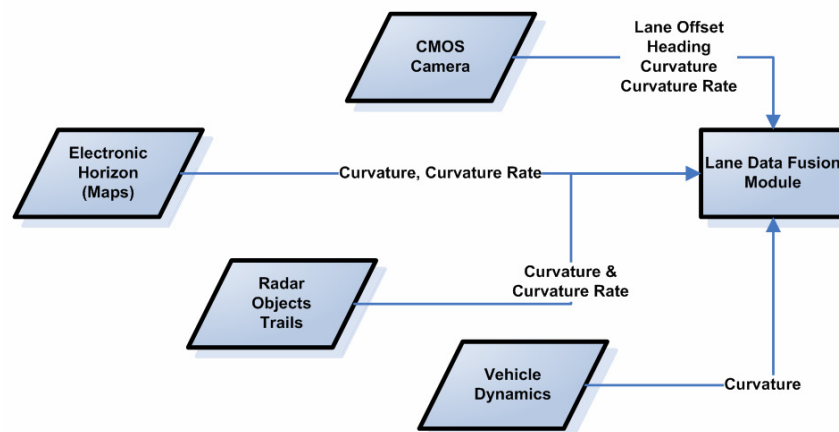 CMOS
Camera
Lane Offset
Heading
Curvature
Curvature Rate
Electronic
Horizon
(Maps)
Curvature, Curvature Rate
Lane Data Fusion
Module
Radar
Objects
Trails
Curvature &
Curvature Rate
Vehicle
Dynamics
Curvature